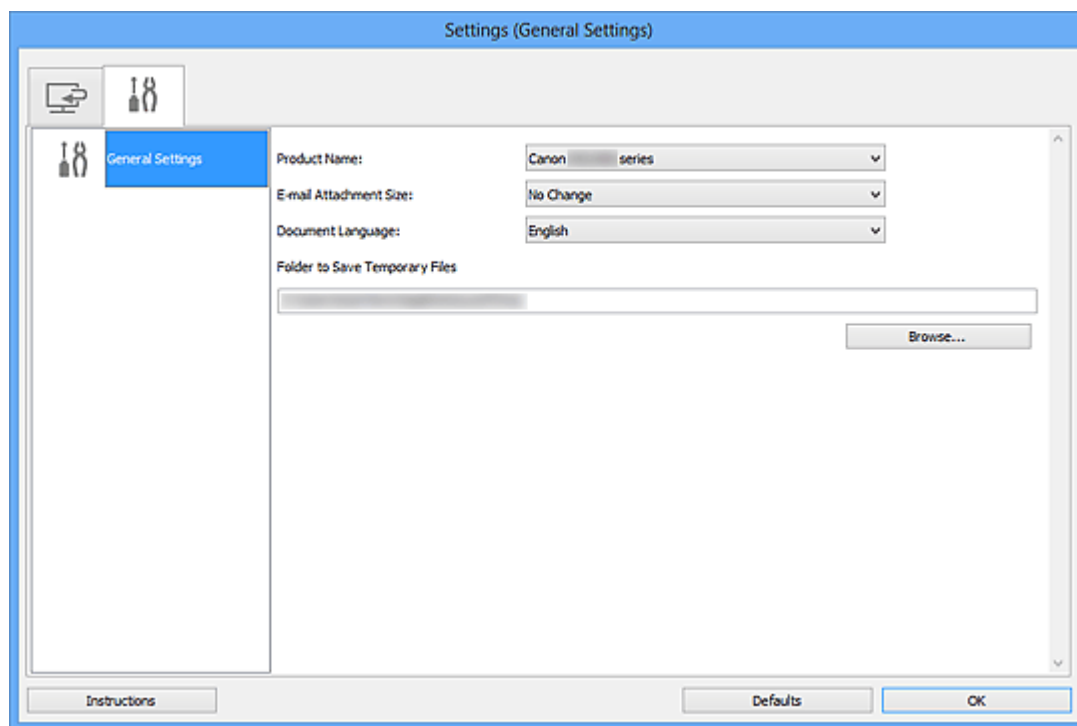 Settings (General Settings)
General Settings
Product Name:
Canon series
E-mail Attachment Size:
No Change
Document Language:
English
Folder to Save Temporary Files
Browse...
Instructions
Defaults
OK